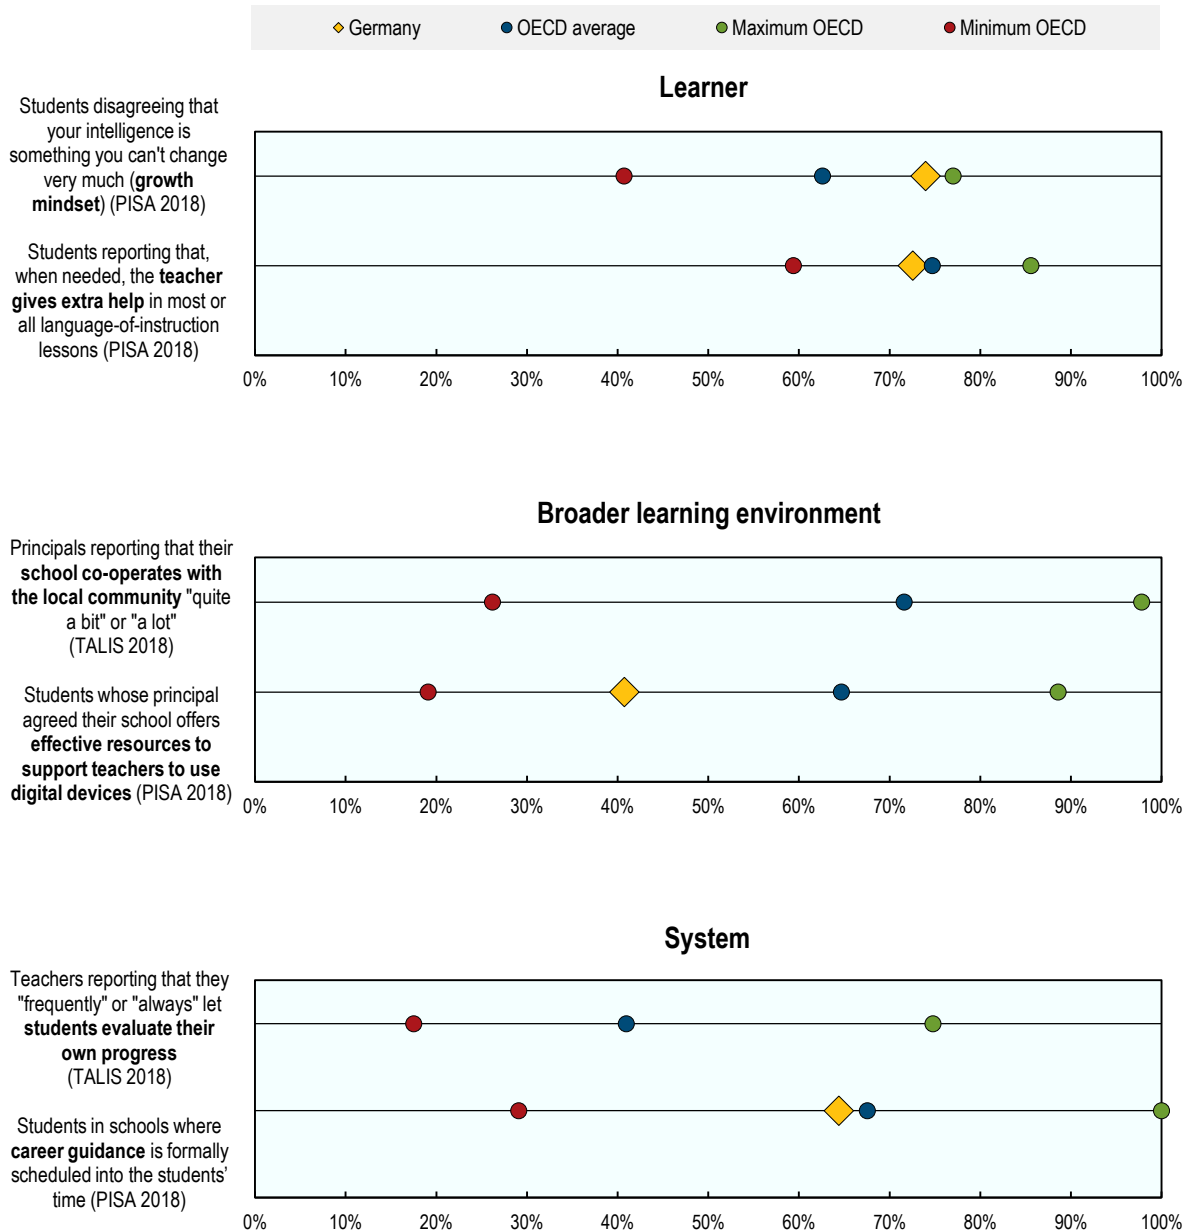 Germany OECD average Maximum OECD Minimum OECD
Learner
Students disagreeing that
your intelligence is
something you can't change
very much (growth
mindset) (PISA 2018)
Students reporting that,
when needed, the teacher
gives extra help in most or
all language-of-instruction
lessons (PISA 2018)
0% 10% 20% 30% 40% 50% 60% 70% 80% 90% 100%
Broader learning environment
Principals reporting that their
school co-operates with
the local community "quite
a bit" or "a lot"
(TALIS 2018)
Students whose principal
agreed their school offers
effective resources to
support teachers to use
digital devices (PISA 2018)
0% 10% 20% 30% 40% 50% 60% 70% 80% 90% 100%
System
Teachers reporting that they
"frequently" or "always" let
students evaluate their
own progress
(TALIS 2018)
Students in schools where
career guidance is formally
scheduled into the students’
time (PISA 2018)
0% 10% 20% 30% 40% 50% 60% 70% 80% 90% 100%